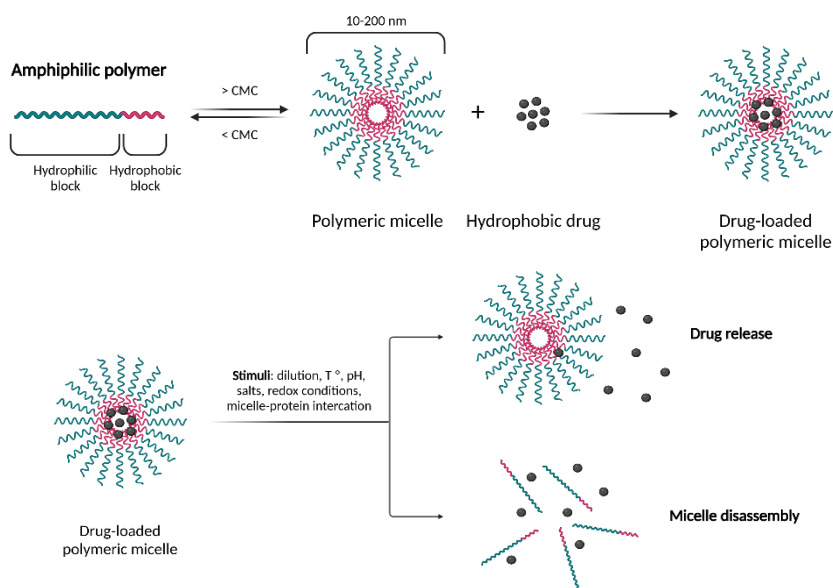 10-200 nm
Amphiphilic polymer
> CMC
< CMC
+
Hydrophilic
block
Hydrophobic
block
Polymeric micelle
Hydrophobic drug
Drug-loaded
polymeric micelle
Stimuli: dilution, T °, pH,
salts, redox conditions,
micelle-protein intercation
Drug release
Drug-loaded
polymeric micelle
Micelle disassembly